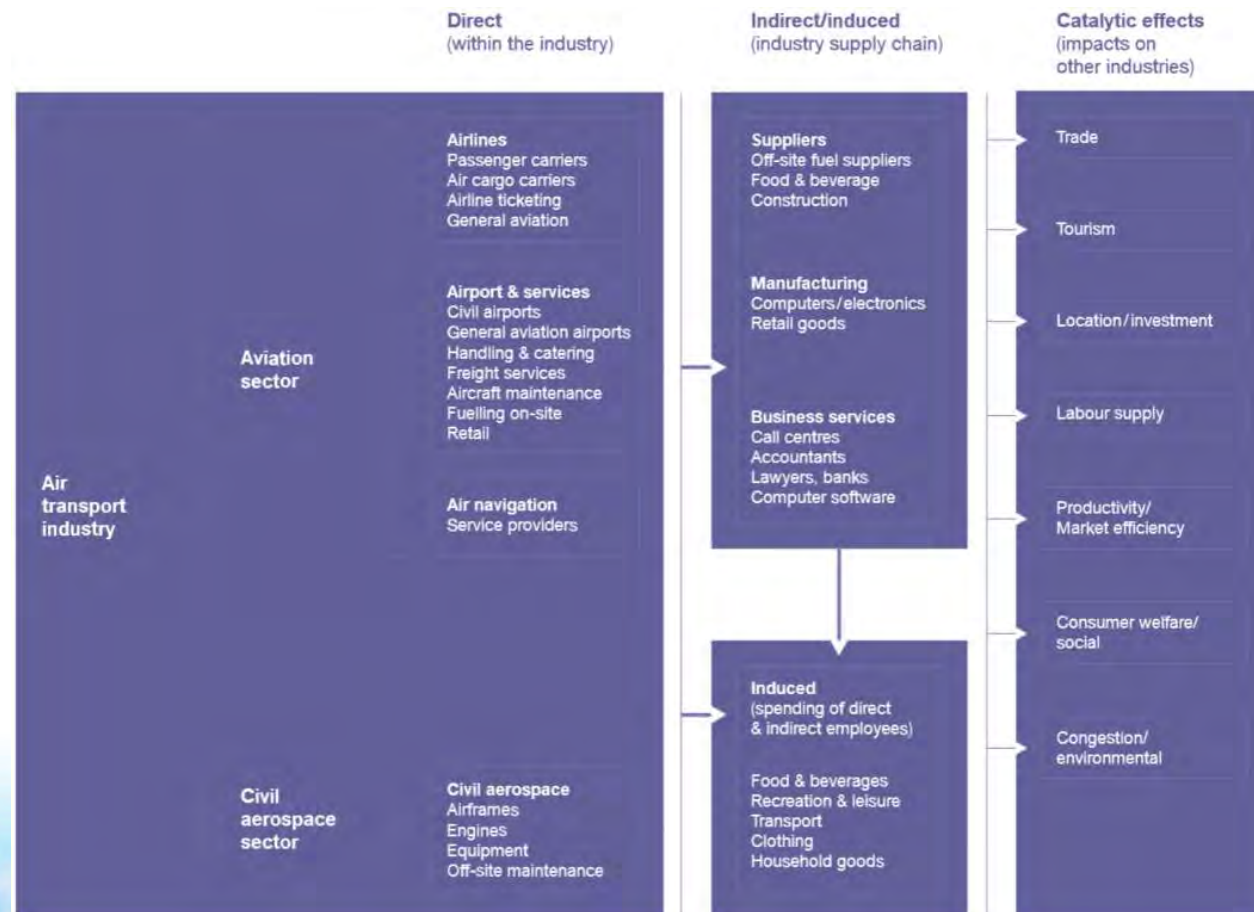 Direct
(within the industry)
Indirect/induced
(industry supply chain)
Catalytic effects
(impacts on
other industries)
Air
transport
industry
Aviation
sector
Civil
aerospace
sector
Airlines
Passenger carriers
Air cargo carriers
Airline ticketing
General aviation
Airport & services
Civil airports
General aviation airports
Handling & catering
Freight services
Aircraft maintenance
Fuelling on-site
Retail
Air navigation
Service providers
Civil aerospace
Airframes
Engines
Equipment
Off-site maintenance
Suppliers
Off-site fuel suppliers
Food & beverage
Construction
Manufacturing
Computers/electronics
Retail goods
Business services
Call centres
Accountants
Lawyers, banks
Computer software
Induced
(spending of direct
& indirect employees)
Food & beverages
Recreation & leisure
Transport
Clothing
Household goods
Trade
Tourism
Location/investment
Labour supply
Productivity/
Market efficiency
Consumer welfare/
social
Congestion/
environmental